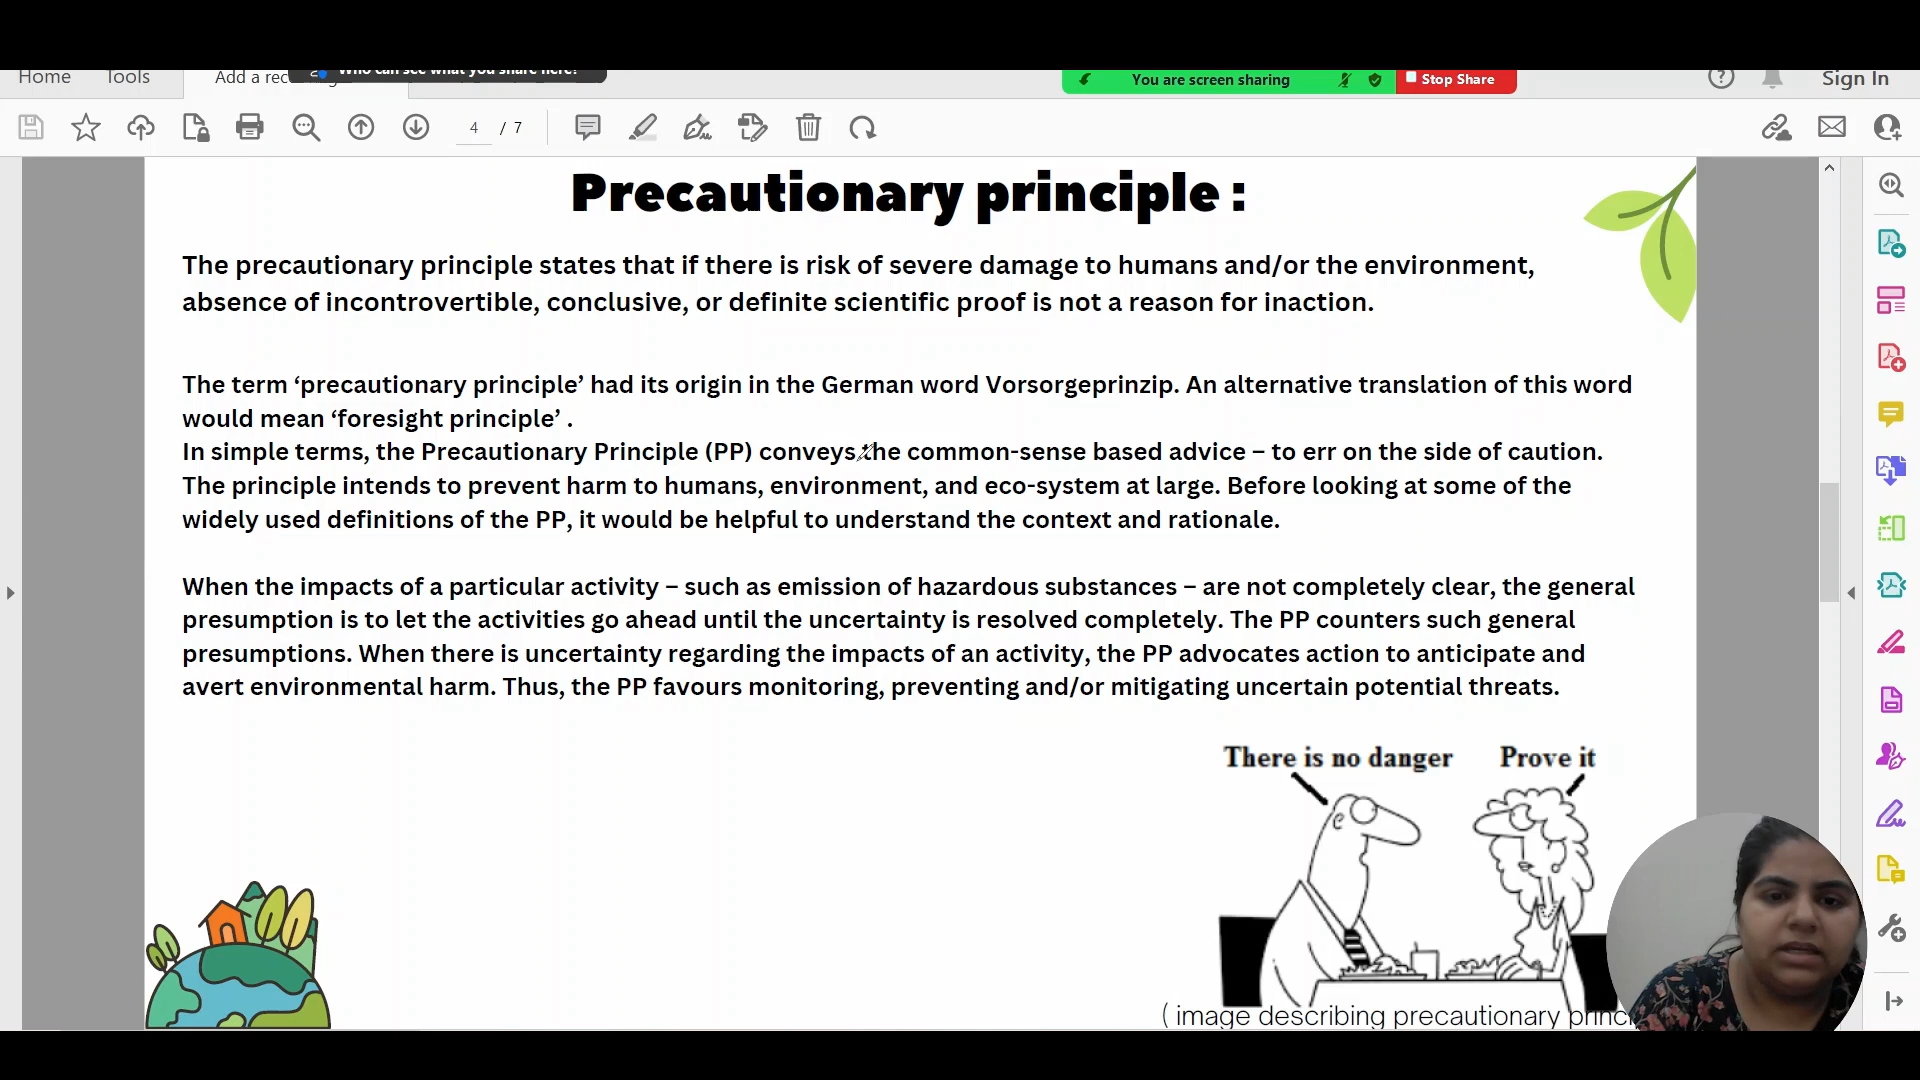 Home Tools Add a rec
Who can see what you share here?
You are screen sharing Stop Share
Sign In
4 / 7
Precautionary principle :
The precautionary principle states that if there is risk of severe damage to humans and/or the environment,
absence of incontrovertible, conclusive, or definite scientific proof is not a reason for inaction.
The term ‘precautionary principle’ had its origin in the German word Vorsorgeprinzip. An alternative translation of this word
would mean ‘foresight principle’ .
In simple terms, the Precautionary Principle (PP) conveys the common-sense based advice – to err on the side of caution.
The principle intends to prevent harm to humans, environment, and eco-system at large. Before looking at some of the
widely used definitions of the PP, it would be helpful to understand the context and rationale.
When the impacts of a particular activity – such as emission of hazardous substances – are not completely clear, the general
presumption is to let the activities go ahead until the uncertainty is resolved completely. The PP counters such general
presumptions. When there is uncertainty regarding the impacts of an activity, the PP advocates action to anticipate and
avert environmental harm. Thus, the PP favours monitoring, preventing and/or mitigating uncertain potential threats.
There is no danger Prove it
( image describing precautionary princi